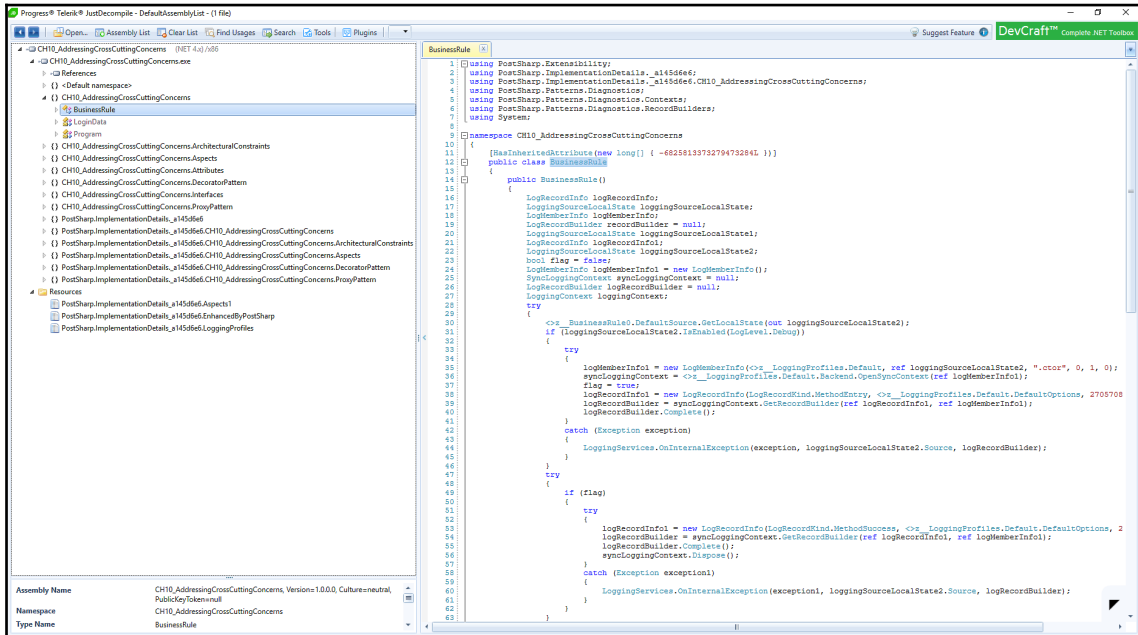 Progress® Telerik® JustDecompile - DefaultAssemblyList - (1 file)
Open... Assembly List Clear List Find Usages Search Tools Plugins Suggest Feature DevCraft™ Complete .NET Toolbox
CH10_AddressingCrossCuttingConcerns (NET 4.x) /x86
CH10_AddressingCrossCuttingConcerns.exe
References
{} <Default namespace>
{} CH10_AddressingCrossCuttingConcerns
BusinessRule
LoginData
Program
{} CH10_AddressingCrossCuttingConcerns.ArchitecturalConstraints
{} CH10_AddressingCrossCuttingConcerns.Aspects
{} CH10_AddressingCrossCuttingConcerns.Attributes
{} CH10_AddressingCrossCuttingConcerns.DecoratorPattern
{} CH10_AddressingCrossCuttingConcerns.Interfaces
{} CH10_AddressingCrossCuttingConcerns.ProxyPattern
{} PostSharp.ImplementationDetails._a145d6e6
{} PostSharp.ImplementationDetails._a145d6e6.CH10_AddressingCrossCuttingConcerns
{} PostSharp.ImplementationDetails._a145d6e6.CH10_AddressingCrossCuttingConcerns.ArchitecturalConstraints
{} PostSharp.ImplementationDetails._a145d6e6.CH10_AddressingCrossCuttingConcerns.Aspects
{} PostSharp.ImplementationDetails._a145d6e6.CH10_AddressingCrossCuttingConcerns.DecoratorPattern
{} PostSharp.ImplementationDetails._a145d6e6.CH10_AddressingCrossCuttingConcerns.ProxyPattern
Resources
PostSharp.ImplementationDetails_a145d6e6.Aspects1
PostSharp.ImplementationDetails_a145d6e6.EnhancedByPostSharp
PostSharp.ImplementationDetails_a145d6e6.LoggingProfiles
Assembly Name CH10_AddressingCrossCuttingConcerns, Version=1.0.0.0, Culture=neutral,
PublicKeyToken=null
Namespace CH10_AddressingCrossCuttingConcerns
Type Name BusinessRule
BusinessRule
1 using PostSharp.Extensibility;
2 using PostSharp.ImplementationDetails._a145d6e6;
3 using PostSharp.ImplementationDetails._a145d6e6.CH10_AddressingCrossCuttingConcerns;
4 using PostSharp.Patterns.Diagnostics;
5 using PostSharp.Patterns.Diagnostics.Contexts;
6 using PostSharp.Patterns.Diagnostics.RecordBuilders;
7 using System;
8
9 namespace CH10_AddressingCrossCuttingConcerns
10 {
11 [HasInheritedAttribute(new long[] { -6825813373279473284L })]
12 public class BusinessRule
13 {
14 public BusinessRule()
15 {
16 LogRecordInfo logRecordInfo;
17 LoggingSourceLocalState loggingSourceLocalState;
18 LogMemberInfo logMemberInfo;
19 LogRecordBuilder recordBuilder = null;
20 LoggingSourceLocalState loggingSourceLocalState1;
21 LogRecordInfo logRecordInfo1;
22 LoggingSourceLocalState loggingSourceLocalState2;
23 bool flag = false;
24 LogMemberInfo logMemberInfo1 = new LogMemberInfo();
25 SyncLoggingContext syncLoggingContext = null;
26 LogRecordBuilder logRecordBuilder = null;
27 LoggingContext loggingContext;
28 try
29 {
30 <>z__BusinessRule0.DefaultSource.GetLocalState(out loggingSourceLocalState2);
31 if (loggingSourceLocalState2.IsEnabled(LogLevel.Debug))
32 {
33 try
34 {
35 logMemberInfo1 = new LogMemberInfo(<>z__LoggingProfiles.Default, ref loggingSourceLocalState2, ".ctor", 0, 1, 0);
36 syncLoggingContext = <>z__LoggingProfiles.Default.Backend.OpenSyncContext(ref logMemberInfo1);
37 flag = true;
38 logRecordInfo1 = new LogRecordInfo(LogRecordKind.MethodEntry, <>z__LoggingProfiles.Default.DefaultOptions, 2705708
39 logRecordBuilder = syncLoggingContext.GetRecordBuilder(ref logRecordInfo1, ref logMemberInfo1);
40 logRecordBuilder.Complete();
41 }
42 catch (Exception exception)
43 {
44 LoggingServices.OnInternalException(exception, loggingSourceLocalState2.Source, logRecordBuilder);
45 }
46 }
47 try
48 {
49 if (flag)
50 {
51 try
52 {
53 logRecordInfo1 = new LogRecordInfo(LogRecordKind.MethodSuccess, <>z__LoggingProfiles.Default.DefaultOptions, 2
54 logRecordBuilder = syncLoggingContext.GetRecordBuilder(ref logRecordInfo1, ref logMemberInfo1);
55 logRecordBuilder.Complete();
56 syncLoggingContext.Dispose();
57 }
58 catch (Exception exception1)
59 {
60 LoggingServices.OnInternalException(exception1, loggingSourceLocalState2.Source, logRecordBuilder);
61 }
62 }
63 }